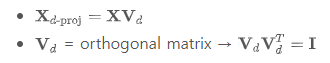 • X_{d-proj} = XV_d
• V_d = orthogonal matrix → V_d V_d^T = I